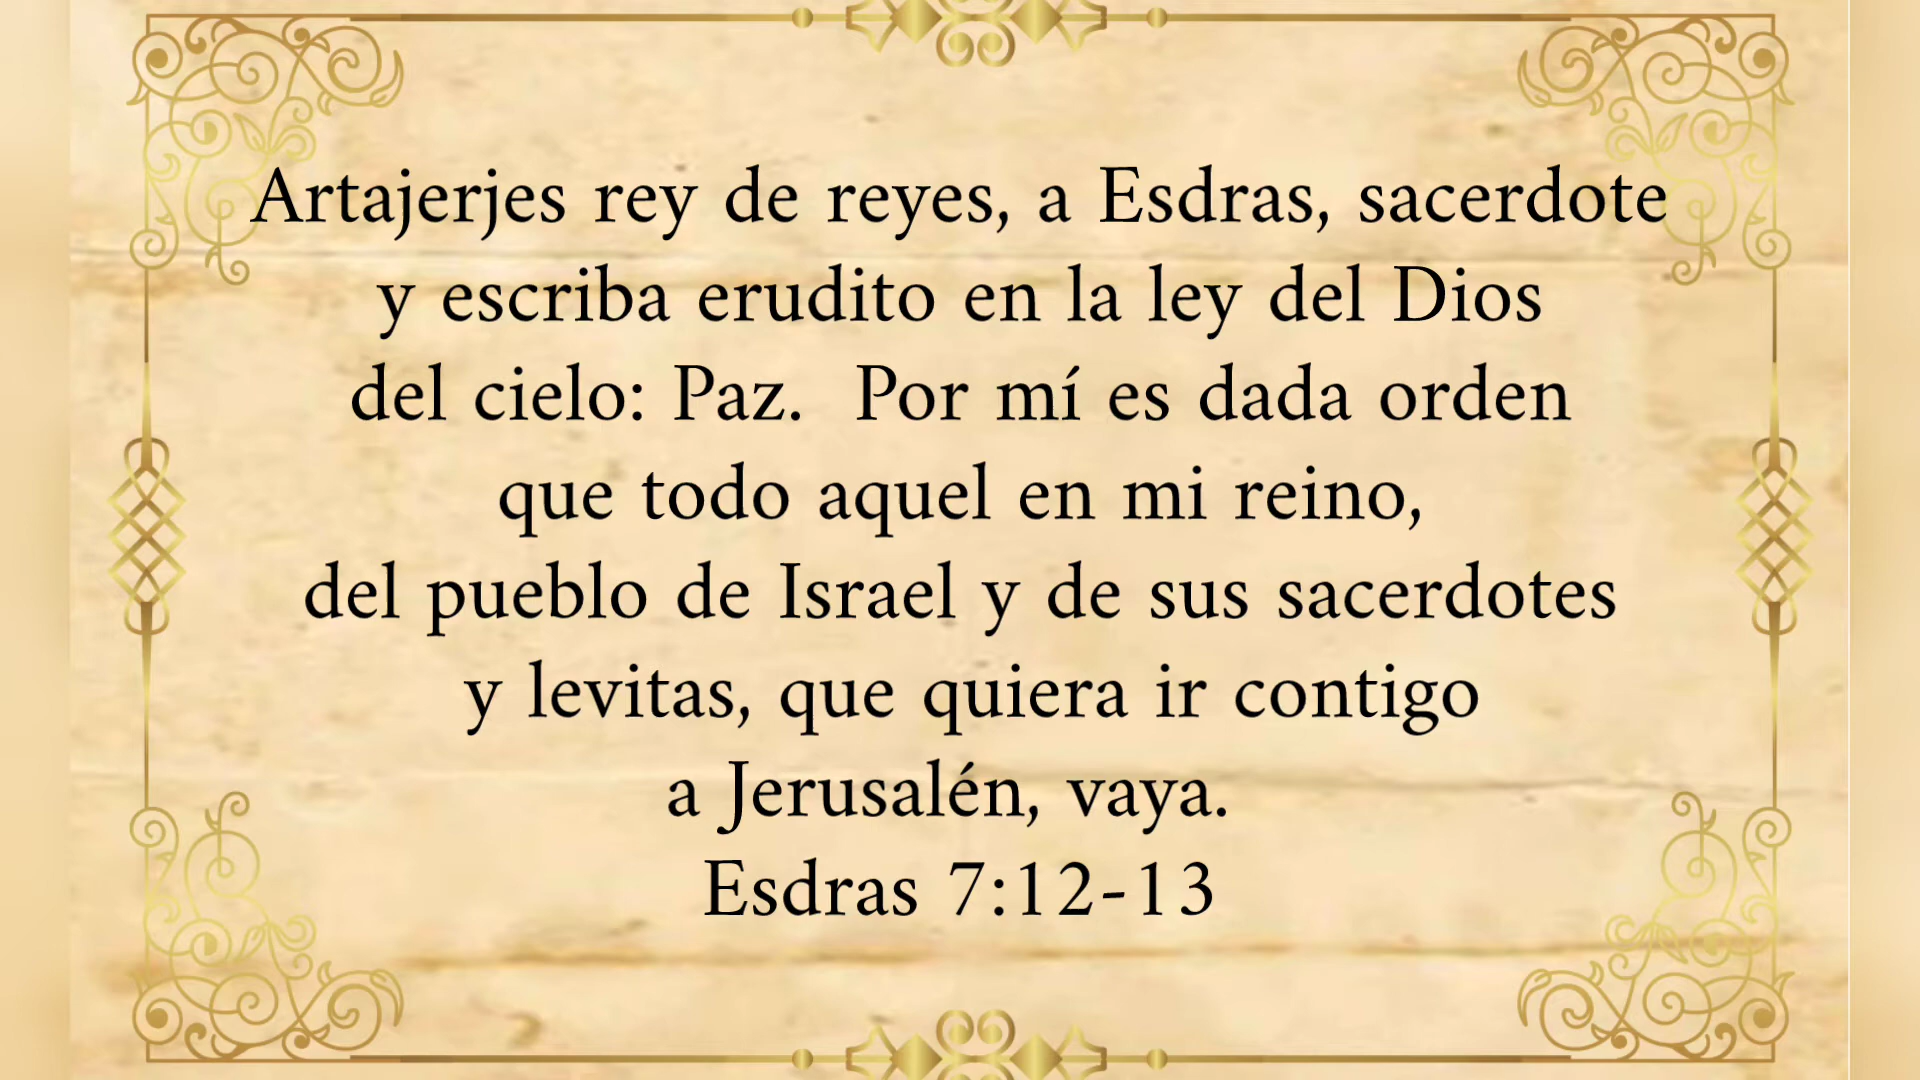 Artajerjes rey de reyes, a Esdras, sacerdote
y escriba erudito en la ley del Dios
del cielo: Paz.  Por mí es dada orden
que todo aquel en mi reino,
del pueblo de Israel y de sus sacerdotes
y levitas, que quiera ir contigo
a Jerusalén, vaya.
Esdras 7:12-13